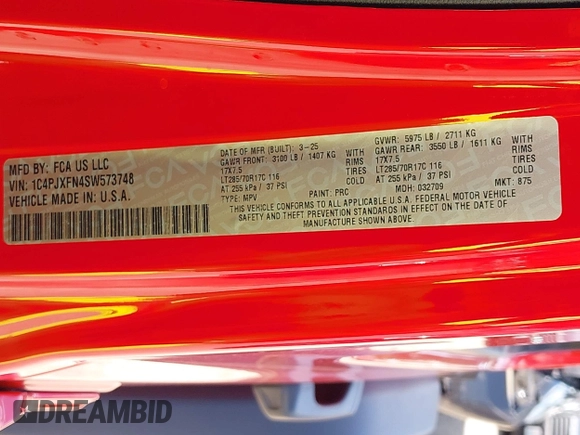 MFD BY: FCA US LLC
VIN: 1C4PJXFN4SW573748
VEHICLE MADE IN: U.S.A.
DATE OF MFR (BUILT): 3-25
GAWR FRONT: 3100 LB / 1407 KG WITH
17X7.5 RIMS
LT285/70R17C 116 TIRES
AT 255 kPa / 37 PSI COLD
TYPE: MPV PAINT: PRC
GVWR: 5975 LB / 2711 KG
GAWR REAR: 3550 LB / 1611 KG WITH
17X7.5 RIMS
LT285/70R17C 116 TIRES
AT 255 kPa / 37 PSI COLD
MDH: 032709 MKT: 875
THIS VEHICLE CONFORMS TO ALL APPLICABLE U.S.A. FEDERAL MOTOR VEHICLE
SAFETY AND THEFT PREVENTION STANDARDS IN EFFECT ON THE DATE OF
MANUFACTURE SHOWN ABOVE.
DREAMBID